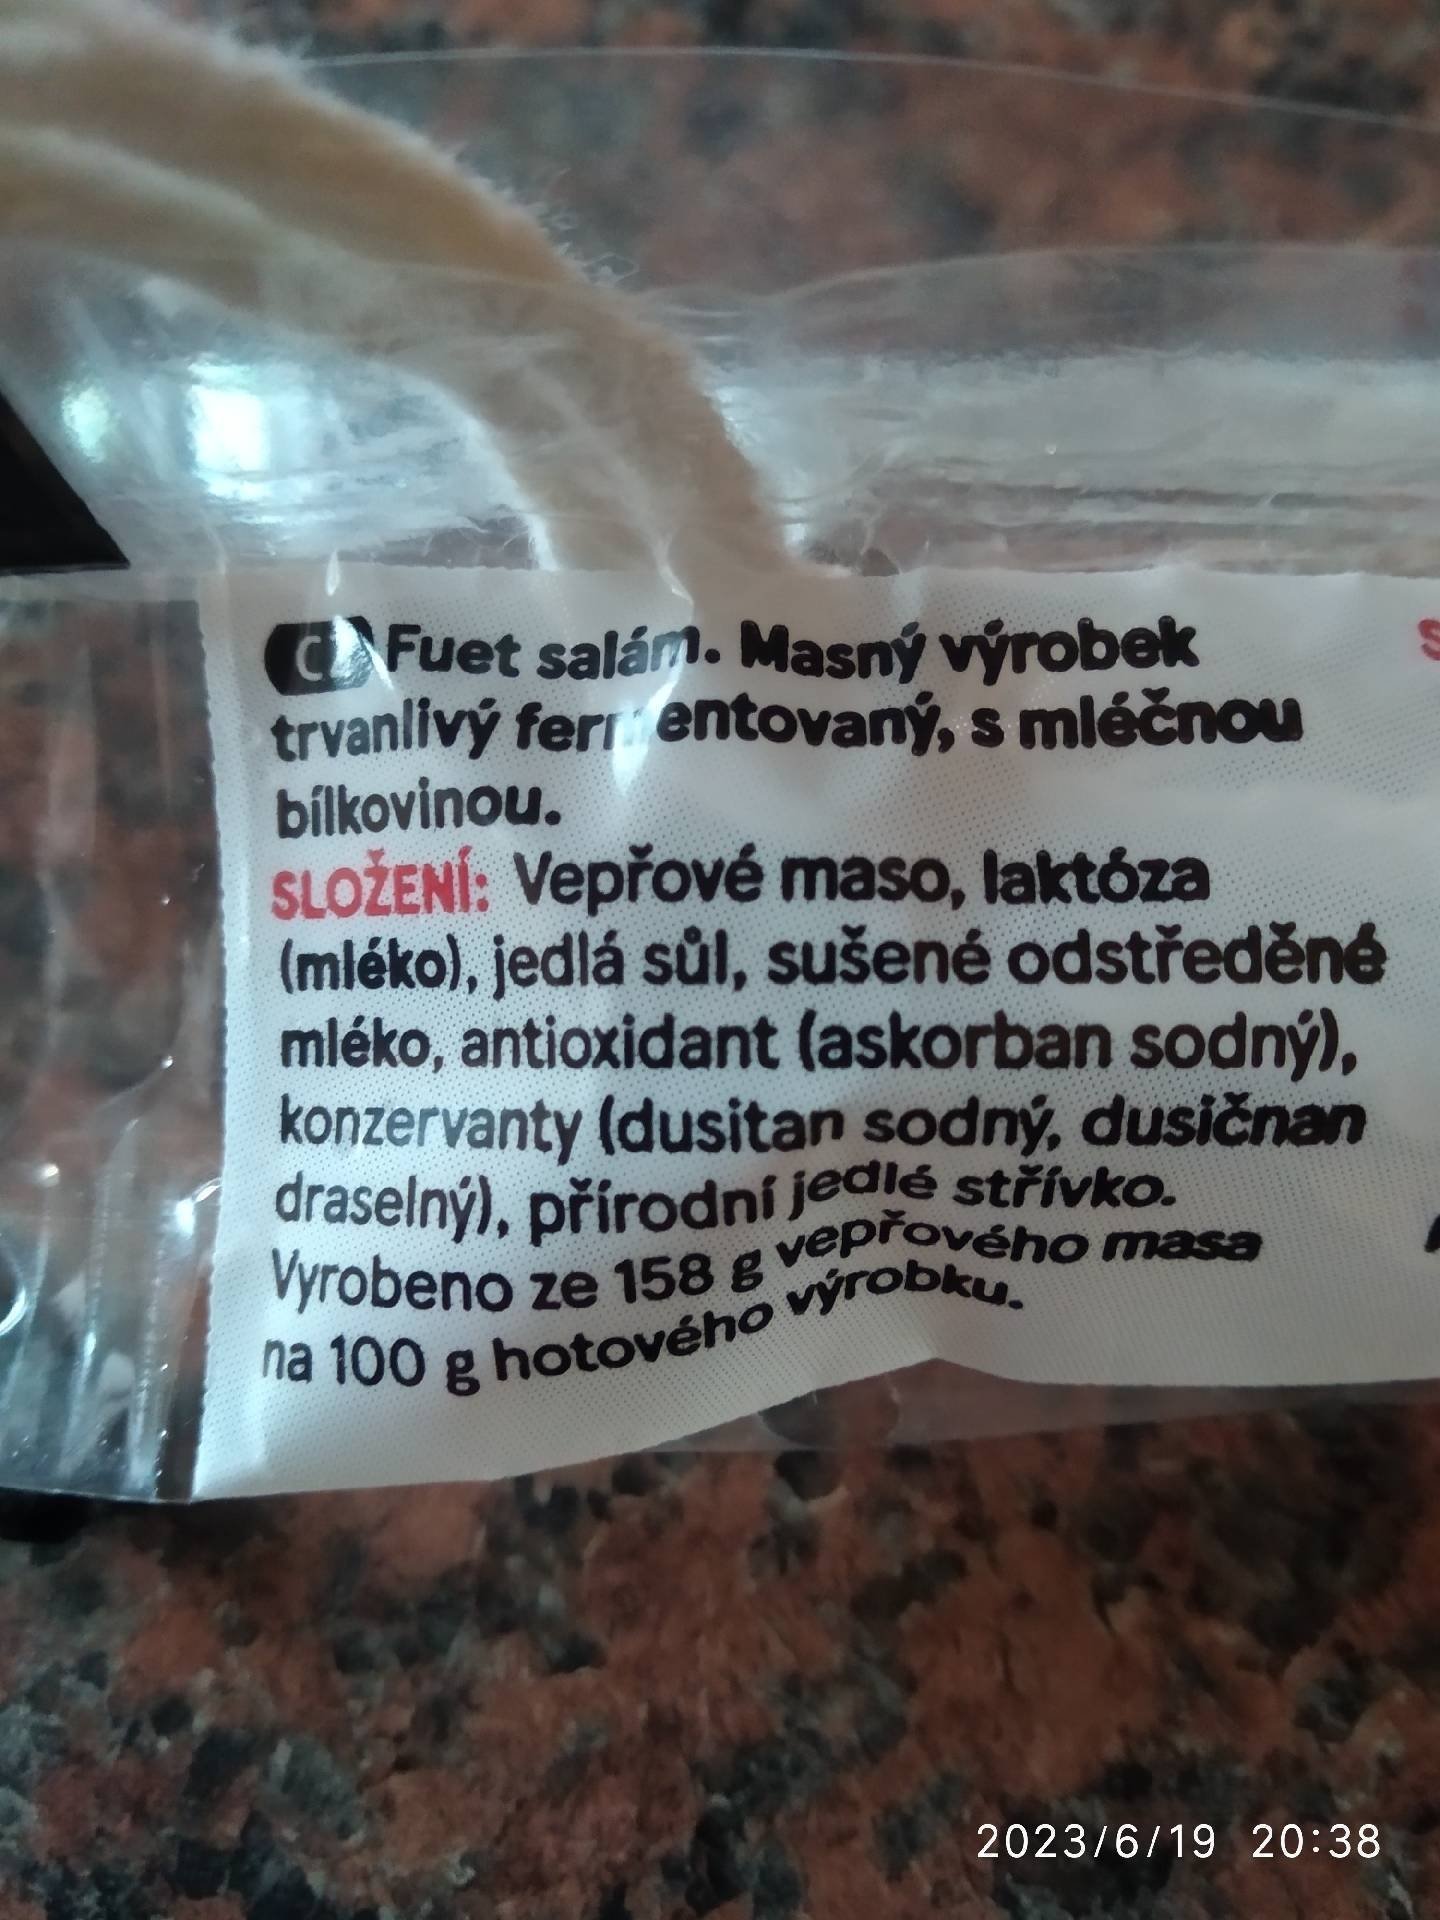 Fuet salám. Masný výrobek
trvanlivý fermentovaný, s mléčnou
bílkovinou.
SLOŽENÍ: Vepřové maso, laktóza
(mléko), jedlá sůl, sušené odstředěné
mléko, antioxidant (askorban sodný),
konzervanty (dusitan sodný, dusičnan
draselný), přírodní jedlé střívko.
Vyrobeno ze 158 g vepřového masa
na 100 g hotového výrobku.
2023/6/19 20:38